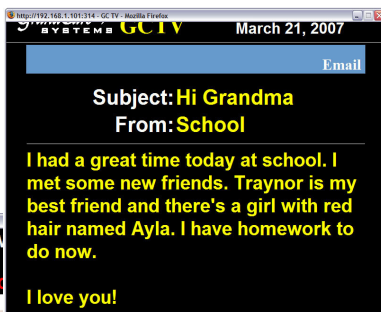 http://192.168.1.101:314 - GC TV - Mozilla Firefox
SYSTEMS GCTV March 21, 2007
Email
Subject: Hi Grandma
From: School
I had a great time today at school. I
met some new friends. Traynor is my
best friend and there's a girl with red
hair named Ayla. I have homework to
do now.
I love you!